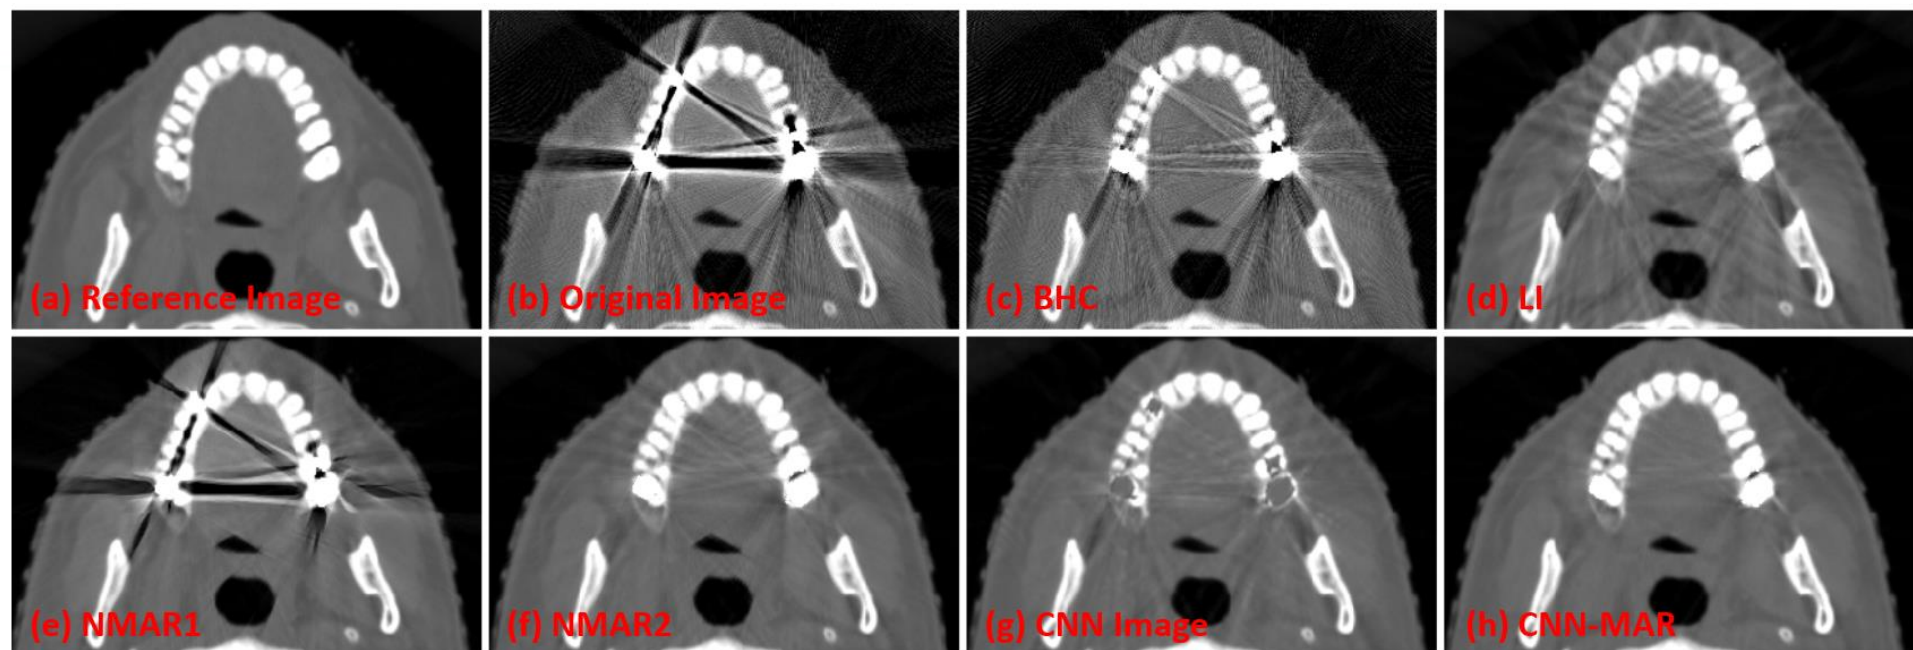 (a) Reference Image
(b) Original Image
(c) BHC
(d) LI
(e) NMAR1
(f) NMAR2
(g) CNN Image
(h) CNN-MAR